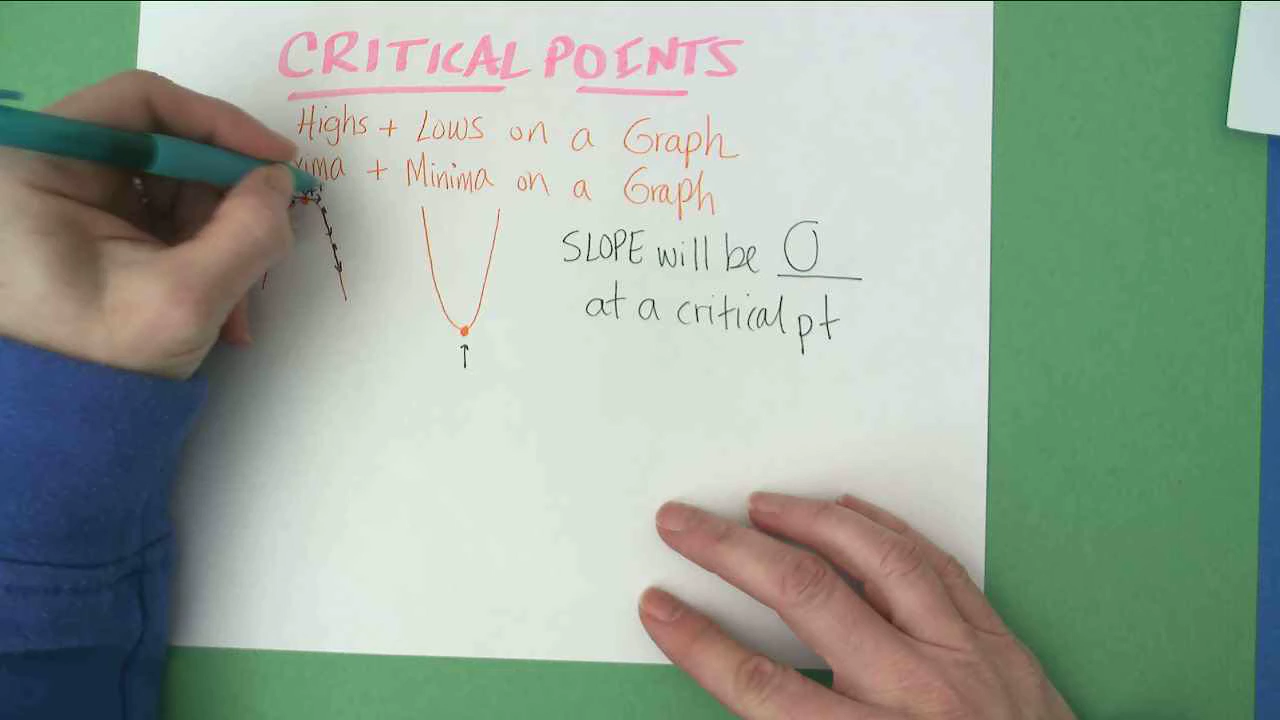 CRITICAL POINTS
Highs + Lows on a Graph
+ Minima on a Graph
SLOPE will be 0
at a critical pt